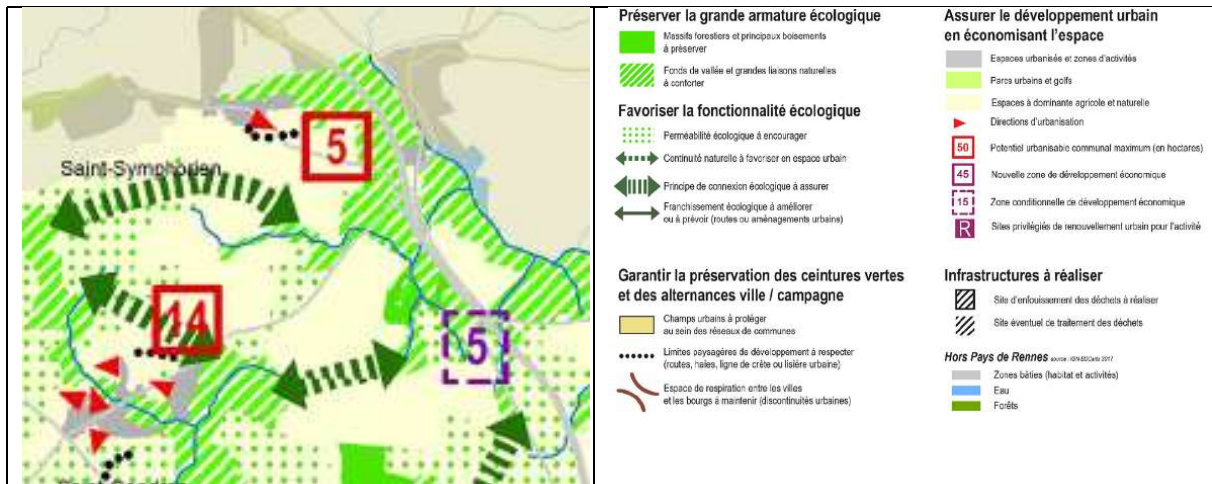 5
Saint-Symphorien
14
5
Préserver la grande armature écologique
Massifs forestiers et principaux boisements
à préserver
Fonds de vallée et grandes liaisons naturelles
à conforter
Favoriser la fonctionnalité écologique
Perméabilité écologique à encourager
Continuité naturelle à favoriser en espace urbain
Principe de connexion écologique à assurer
Franchissement écologique à améliorer
ou à prévoir (routes ou aménagements urbains)
Garantir la préservation des ceintures vertes
et des alternances ville / campagne
Champs urbains à protéger
au sein des réseaux de communes
Limites paysagères de développement à respecter
(routes, haies, ligne de crête ou lisière urbaine)
Espace de respiration entre les villes
et les bourgs à maintenir (discontinuités urbaines)
Assurer le développement urbain
en économisant l'espace
Espaces urbanisée et zones d'activités
Parcs urbains et golfs
Espaces à dominante agricole et naturelle
Directions d'urbanisation
50 Potentiel urbanisable communal maximum (en hectares)
45 Nouvelle zone de développement économique
15 Zone conditionnelle de développement économique
R Sites privilégiés de renouvellement urbain pour l'activité
Infrastructures à réaliser
Site d'enfouissement des déchets à réaliser
Site éventuel de traitement des déchets
Hors Pays de Rennes source : IGN-BDCarto 2017
Zones bâties (habitat et activités)
Eau
Forêts